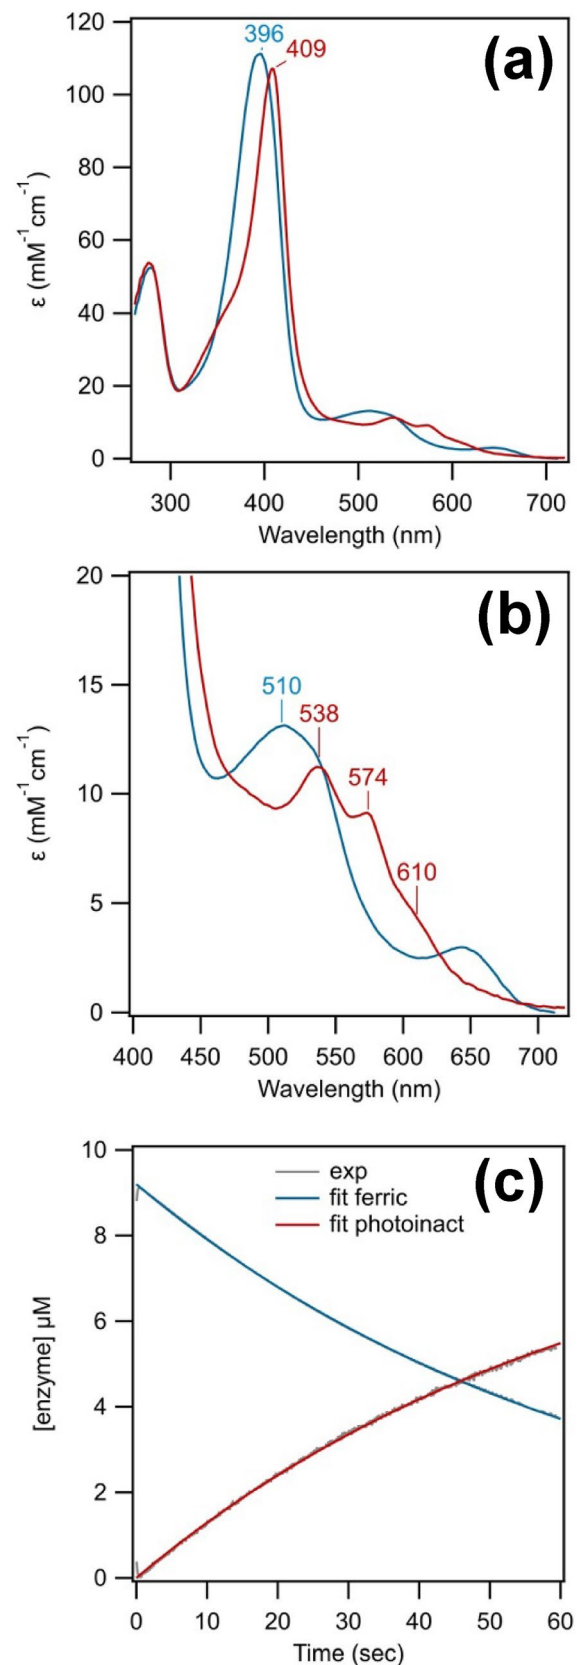 120
100
80
60
40
20
0
ε (mM⁻¹cm⁻¹)
396
409
(a)
300 400 500 600 700
Wavelength (nm)
20
15
10
5
0
ε (mM⁻¹cm⁻¹)
510
538
574
610
(b)
400 450 500 550 600 650 700
Wavelength (nm)
10
8
6
4
2
0
[enzyme] µM
exp
fit ferric
fit photoinact
(c)
0 10 20 30 40 50 60
Time (sec)